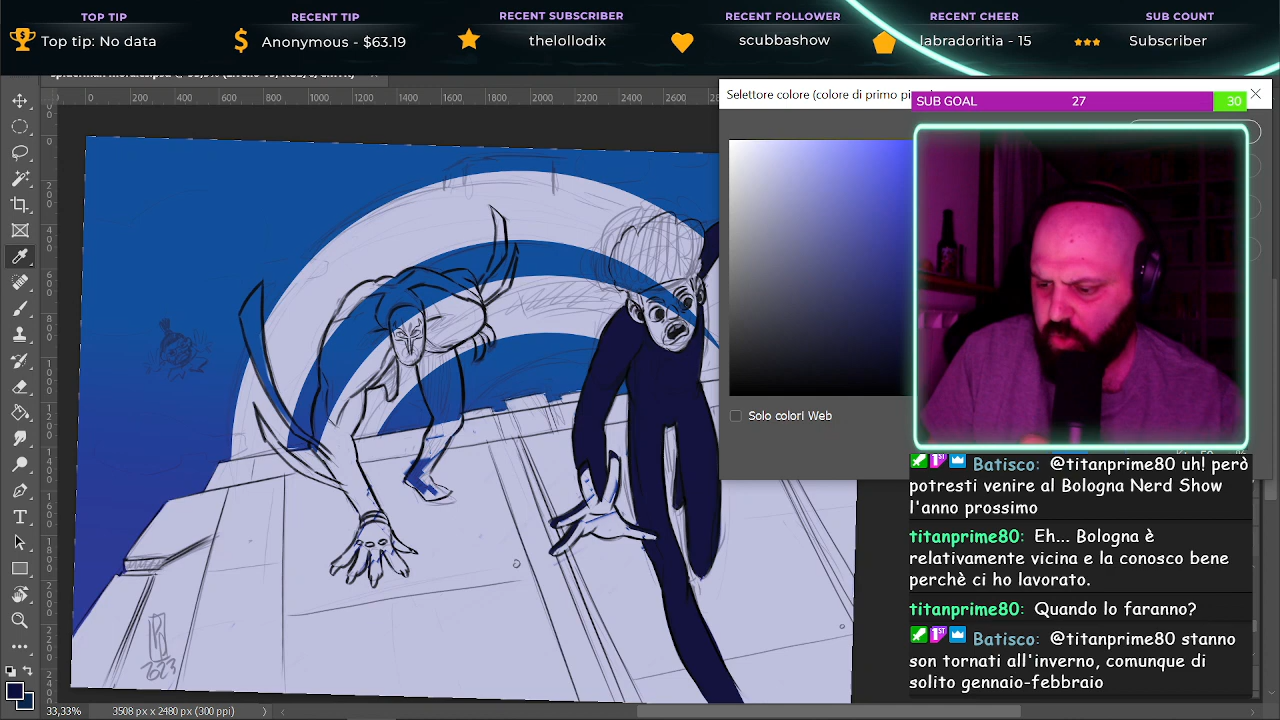 TOP TIP
Top tip: No data
RECENT TIP
Anonymous - $63.19
RECENT SUBSCRIBER
thelollodix
RECENT FOLLOWER
scubbashow
RECENT CHEER
labradoritia - 15
SUB COUNT
Subscriber
0 200 400 600 800 1000 1200 1400 1600 1800 2000 2200 2400 2600
Selettore colore (colore di primo
SUB GOAL 27 30
Solo colori Web
1ST Batisco: @titanprime80 uh! però
potresti venire al Bologna Nerd Show
l'anno prossimo
titanprime80: Eh... Bologna è
relativamente vicina e la conosco bene
perchè ci ho lavorato.
titanprime80: Quando lo faranno?
1ST Batisco: @titanprime80 stanno
son tornati all'inverno, comunque di
solito gennaio-febbraio
2023
33,33% 3508 px x 2480 px (300 ppi)